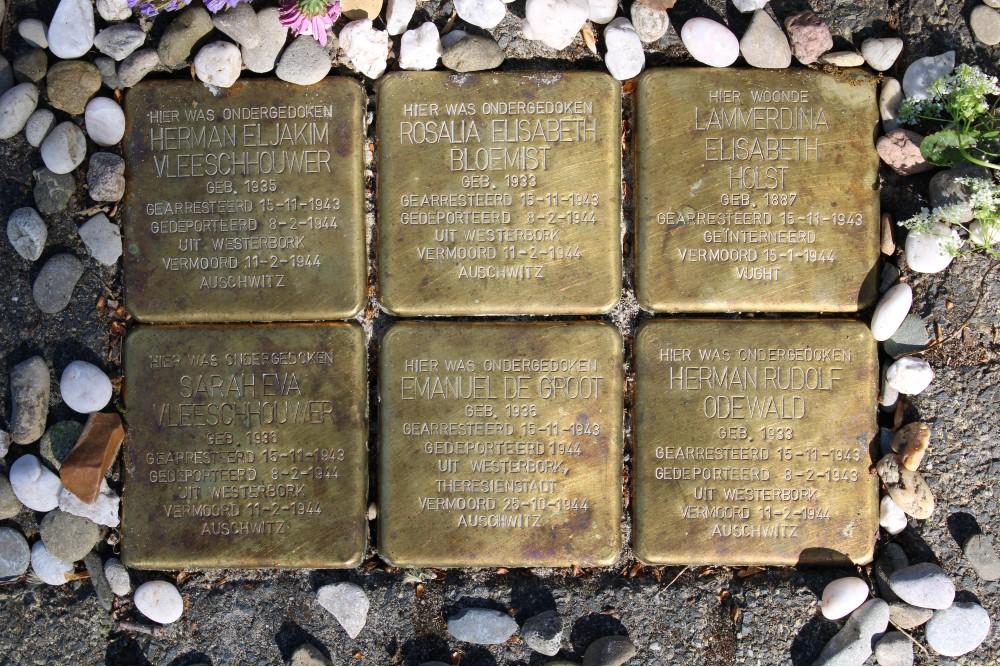 HIER WAS ONDERGEDOKEN
HERMAN ELJAKIM
VLEESCHHOUWER
GEB. 1935
GEARRESTEERD 15-11-1943
GEDEPORTEERD 8-2-1944
UIT WESTERBORK
VERMOORD 11-2-1944
AUSCHWITZ
HIER WAS ONDERGEDOKEN
ROSALIA ELISABETH
BLOEMIST
GEB. 1933
GEARRESTEERD 15-11-1943
GEDEPORTEERD 8-2-1944
UIT WESTERBORK
VERMOORD 11-2-1944
AUSCHWITZ
HIER WOONDE
LAMMERDINA
ELISABETH
HOLST
GEB. 1887
GEARRESTEERD 15-11-1943
GEÏNTERNEERD
VERMOORD 15-1-1944
VUGHT
HIER WAS ONDERGEDOKEN
SARAH EVA
VLEESCHHOUWER
GEB. 1936
GEARRESTEERD 15-11-1943
GEDEPORTEERD 8-2-1944
UIT WESTERBORK
VERMOORD 11-2-1944
AUSCHWITZ
HIER WAS ONDERGEDOKEN
EMANUEL DE GROOT
GEB. 1936
GEARRESTEERD 15-11-1943
GEDEPORTEERD 1944
UIT WESTERBORK,
THERESIENSTADT
VERMOORD 25-10-1944
AUSCHWITZ
HIER WAS ONDERGEDOKEN
HERMAN RUDOLF
ODEWALD
GEB. 1933
GEARRESTEERD 15-11-1943
GEDEPORTEERD 8-2-1944
UIT WESTERBORK
VERMOORD 11-2-1944
AUSCHWITZ